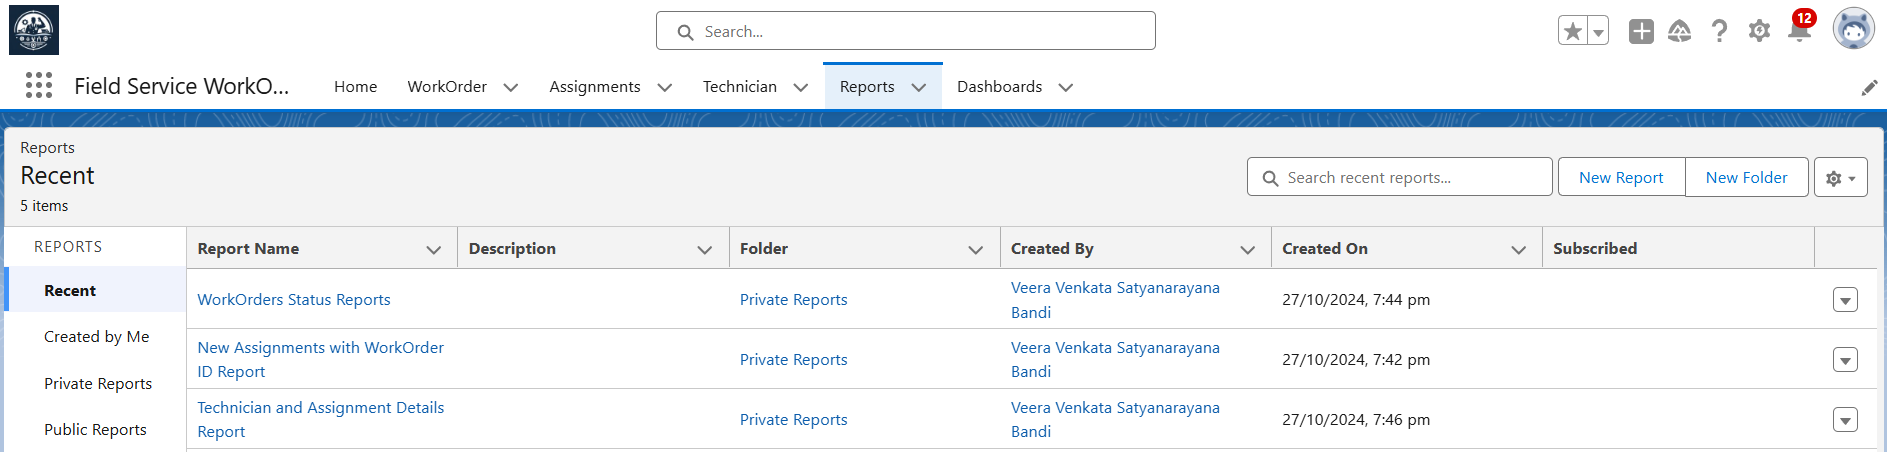 Search...
12
Field Service WorkO...
Home
WorkOrder
Assignments
Technician
Reports
Dashboards
Reports
Recent
5 items
Search recent reports...
New Report
New Folder
REPORTS
Recent
Created by Me
Private Reports
Public Reports
Report Name
Description
Folder
Created By
Created On
Subscribed
WorkOrders Status Reports
Private Reports
Veera Venkata Satyanarayana
Bandi
27/10/2024, 7:44 pm
New Assignments with WorkOrder
ID Report
Private Reports
Veera Venkata Satyanarayana
Bandi
27/10/2024, 7:42 pm
Technician and Assignment Details
Report
Private Reports
Veera Venkata Satyanarayana
Bandi
27/10/2024, 7:46 pm